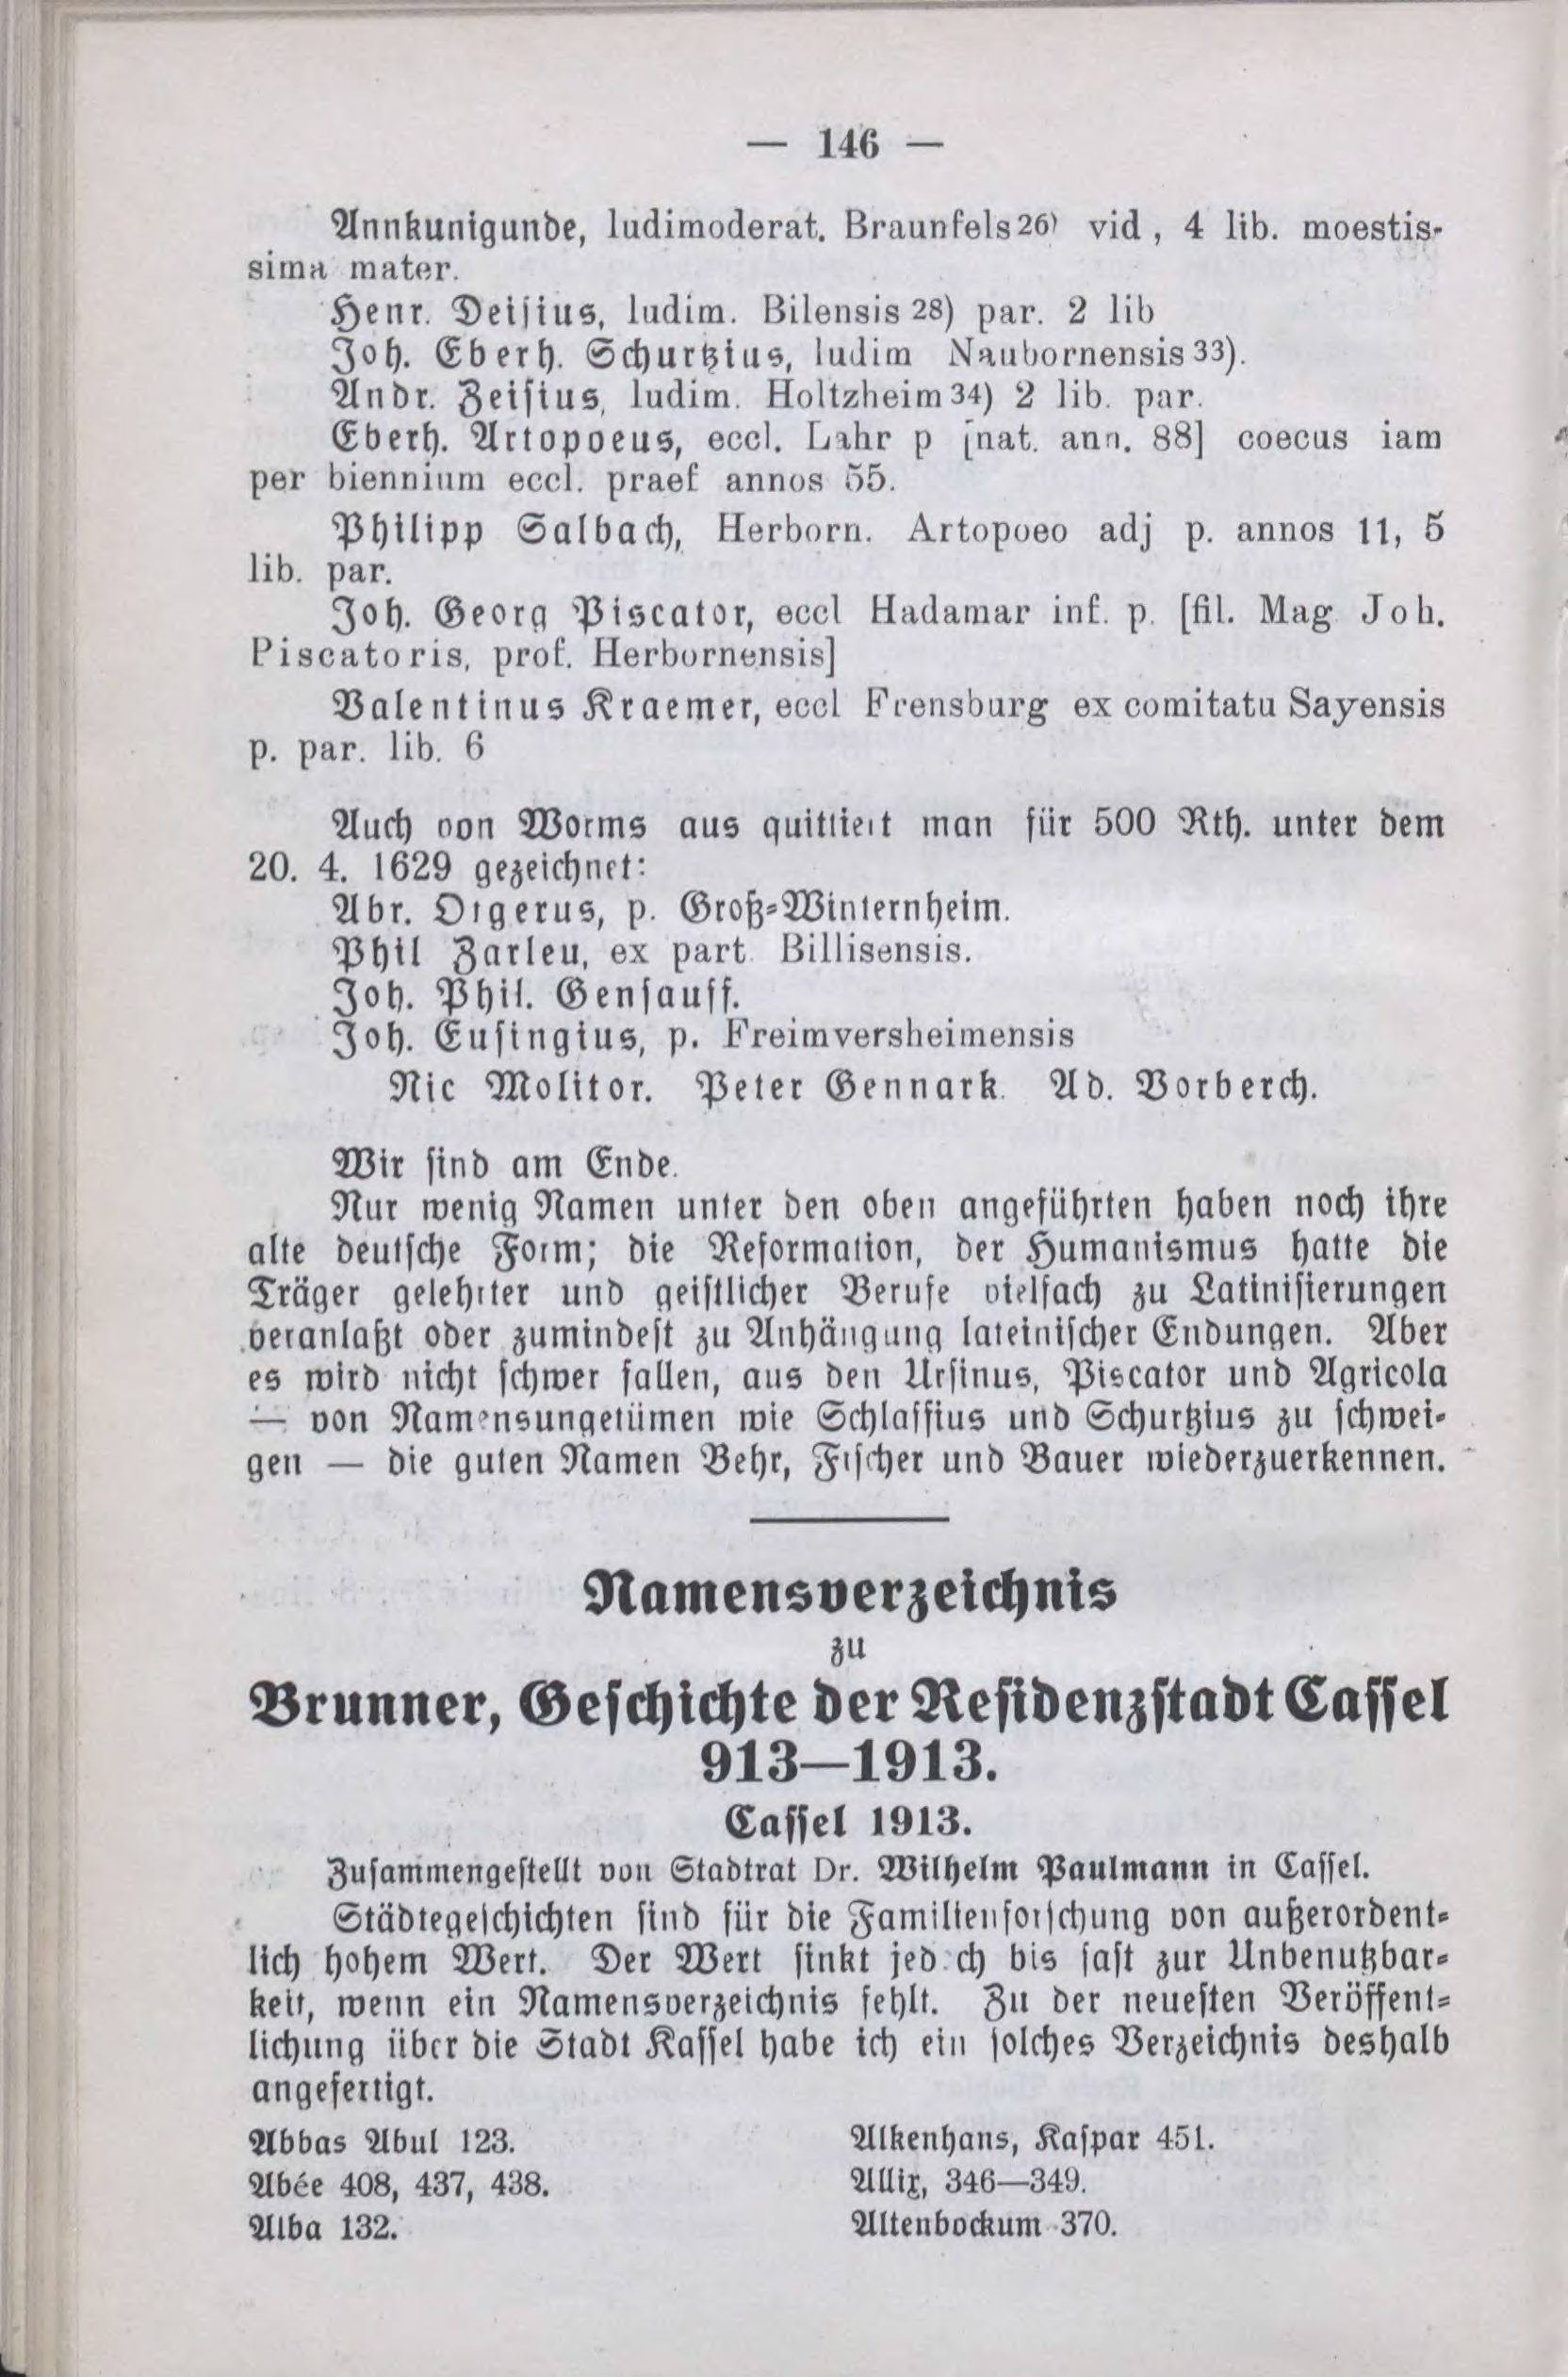 — 146 —
Annkunigunde, ludimoderat. Braunfels 26) vid , 4 lib. moestis-
sima mater.
Henr. Deisius, ludim. Bilensis 28) par. 2 lib
Joh. Eberh. Schurtzius, ludim Naubornensis 33).
Andr. Zeisius, ludim. Holtzheim 34) 2 lib. par.
Eberh. Artopoeus, eccl. Lahr p [nat. ann. 88] coecus iam
per biennium eccl. praef annos 55.
Philipp Salbach, Herborn. Artopoeo adj p. annos 11, 5
lib. par.
Joh. Georg Piscator, eccl Hadamar inf. p. [fil. Mag Joh.
Piscatoris, prof. Herbornensis]
Valentinus Kraemer, eccl Frensburg ex comitatu Sayensis
p. par. lib. 6
Auch von Worms aus quittiert man für 500 Rth. unter dem
20. 4. 1629 gezeichnet:
Abr. Otgerus, p. Groß-Winternheim.
Phil Zarleu, ex part. Billisensis.
Joh. Phil. Gensauff.
Joh. Eusingius, p. Freimversheimensis
Nic Molitor. Peter Gennark. Ad. Vorberch.
Wir sind am Ende.
Nur wenig Namen unter den oben angeführten haben noch ihre
alte deutsche Form; die Reformation, der Humanismus hatte die
Träger gelehrter und geistlicher Berufe vielfach zu Latinisierungen
veranlaßt oder zumindest zu Anhängung lateinischer Endungen. Aber
es wird nicht schwer fallen, aus den Ursinus, Piscator und Agricola
— von Namensungetümen wie Schlaffius und Schurtzius zu schwei-
gen — die guten Namen Behr, Fischer und Bauer wiederzuerkennen.
Namensverzeichnis
zu
Brunner, Geschichte der Residenzstadt Cassel
913—1913.
Cassel 1913.
Zusammengestellt von Stadtrat Dr. Wilhelm Paulmann in Cassel.
Städtegeschichten sind für die Familienforschung von außerordent-
lich hohem Wert. Der Wert sinkt jedoch bis fast zur Unbenutzbar-
keit, wenn ein Namensverzeichnis fehlt. Zu der neuesten Veröffent-
lichung über die Stadt Kassel habe ich ein solches Verzeichnis deshalb
angefertigt.
Abbas Abul 123.
Abée 408, 437, 438.
Alba 132.
Alkenhans, Kaspar 451.
Allix, 346—349.
Altenbockum 370.